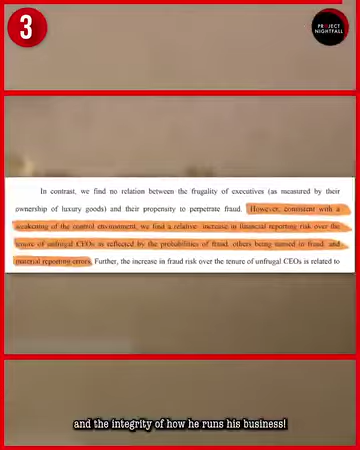 3
PROJECT
NIGHTFALL
In contrast, we find no relation between the frugality of executives (as measured by their
ownership of luxury goods) and their propensity to perpetrate fraud. However, consistent with a
weakening of the control environment, we find a relative increase in financial reporting risk over the
tenure of unfrugal CEOs as reflected by the probabilities of fraud, others being named in fraud, and
material reporting errors. Further, the increase in fraud risk over the tenure of unfrugal CEOs is related to
and the integrity of how he runs his business!